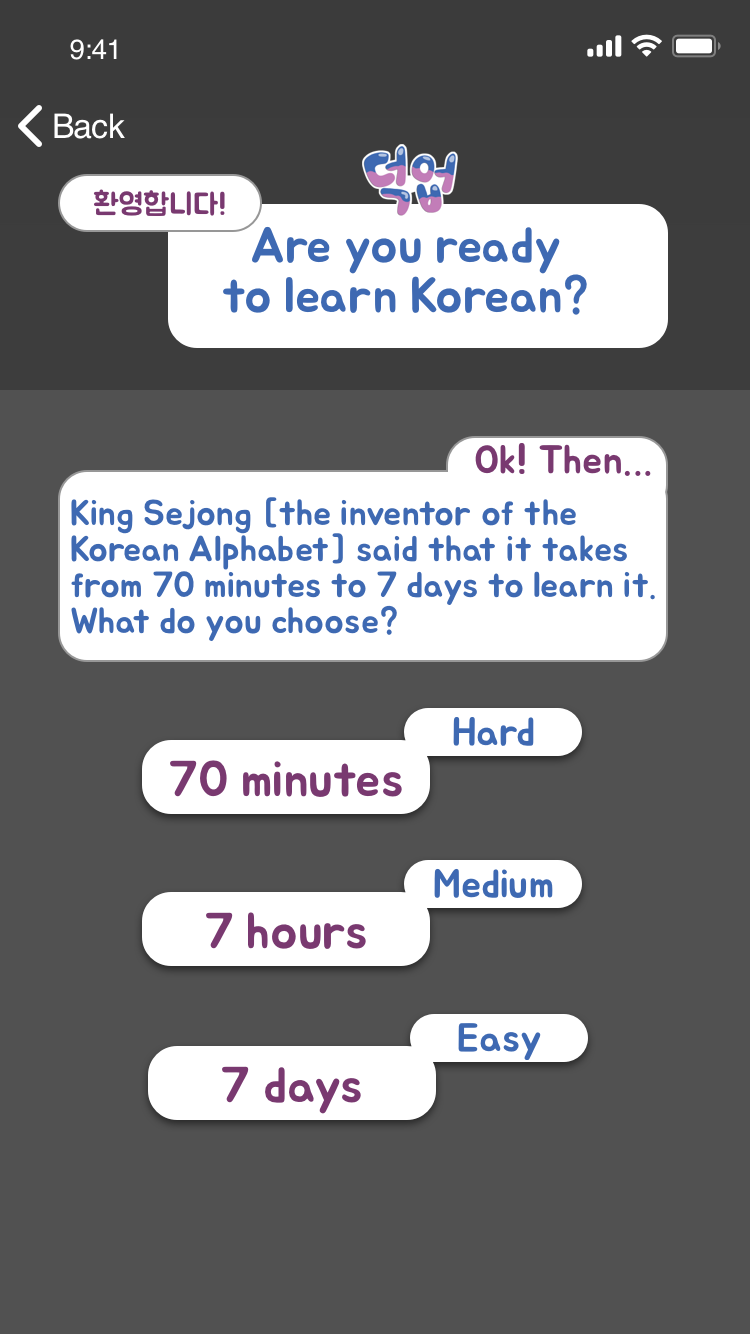 9:41
Back
환영합니다!
Are you ready
to learn Korean?
Ok! Then...
King Sejong [the inventor of the
Korean Alphabet] said that it takes
from 70 minutes to 7 days to learn it.
What do you choose?
Hard
70 minutes
Medium
7 hours
Easy
7 days